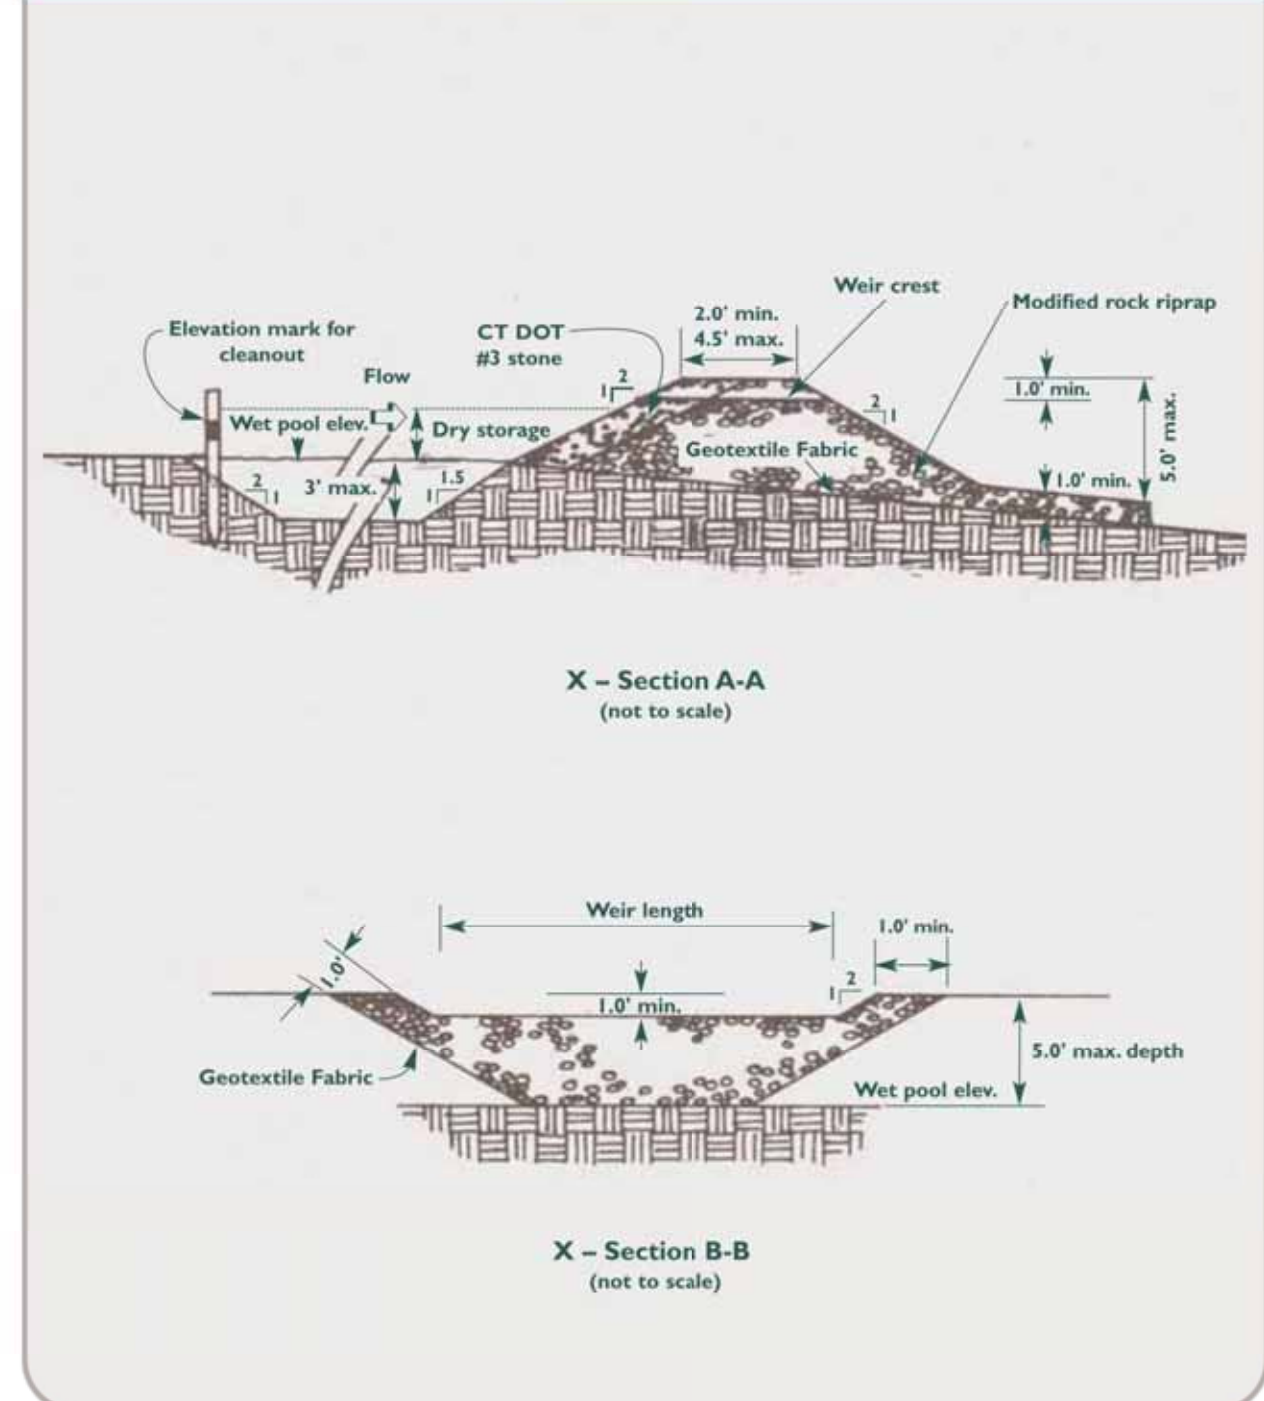 Weir crest
Modified rock riprap
2.0' min.
4.5' max.
Elevation mark for
cleanout
CT DOT
#3 stone
Flow
1
2
1.0' min.
5.0' max.
Wet pool elev.
Dry storage
2
1
Geotextile Fabric
2
1
3' max.
1.5
1
1.0' min.
X – Section A-A
(not to scale)
Weir length
1.0' min.
1.0'
1
2
1.0' min.
5.0' max. depth
Geotextile Fabric
Wet pool elev.
X – Section B-B
(not to scale)